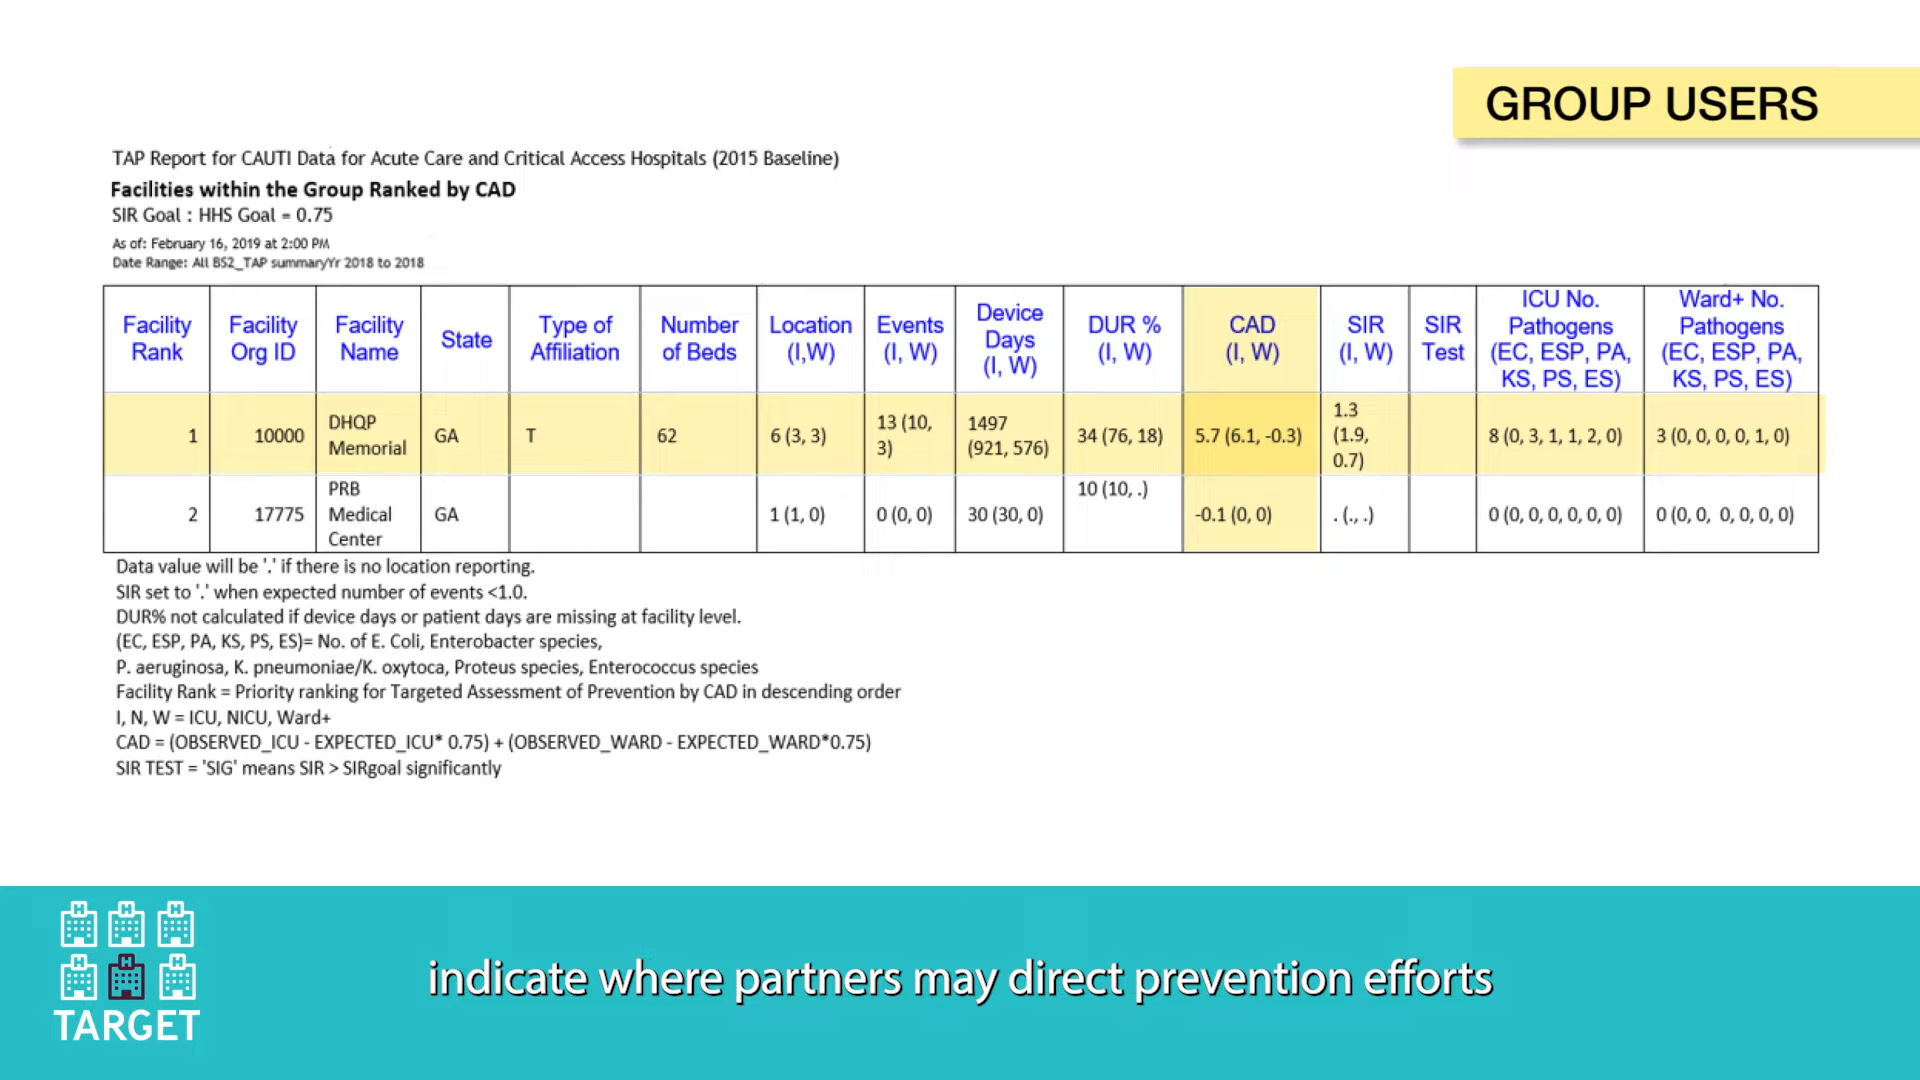 GROUP USERS
TAP Report for CAUTI Data for Acute Care and Critical Access Hospitals (2015 Baseline)
Facilities within the Group Ranked by CAD
SIR Goal : HHS Goal = 0.75
As of: February 16, 2019 at 2:00 PM
Date Range: All BS2_TAP summaryYr 2018 to 2018
Facility Rank Facility Org ID Facility Name State Type of Affiliation Number of Beds Location (I,W) Events (I, W) Device Days (I, W) DUR % (I, W) CAD (I, W) SIR (I, W) SIR Test ICU No. Pathogens (EC, ESP, PA, KS, PS, ES) Ward+ No. Pathogens (EC, ESP, PA, KS, PS, ES)
1 10000 DHQP Memorial GA T 62 6 (3, 3) 13 (10, 3) 1497 (921, 576) 34 (76, 18) 5.7 (6.1, -0.3) 1.3 (1.9, 0.7) 8 (0, 3, 1, 1, 2, 0) 3 (0, 0, 0, 0, 1, 0)
2 17775 PRB Medical Center GA 1 (1, 0) 0 (0, 0) 30 (30, 0) 10 (10, .) -0.1 (0, 0) . (., .) 0 (0, 0, 0, 0, 0, 0) 0 (0, 0, 0, 0, 0, 0)
Data value will be '.' if there is no location reporting.
SIR set to '.' when expected number of events <1.0.
DUR% not calculated if device days or patient days are missing at facility level.
(EC, ESP, PA, KS, PS, ES)= No. of E. Coli, Enterobacter species,
P. aeruginosa, K. pneumoniae/K. oxytoca, Proteus species, Enterococcus species
Facility Rank = Priority ranking for Targeted Assessment of Prevention by CAD in descending order
I, N, W = ICU, NICU, Ward+
CAD = (OBSERVED_ICU - EXPECTED_ICU* 0.75) + (OBSERVED_WARD - EXPECTED_WARD*0.75)
SIR TEST = 'SIG' means SIR > SIRgoal significantly
indicate where partners may direct prevention efforts
TARGET